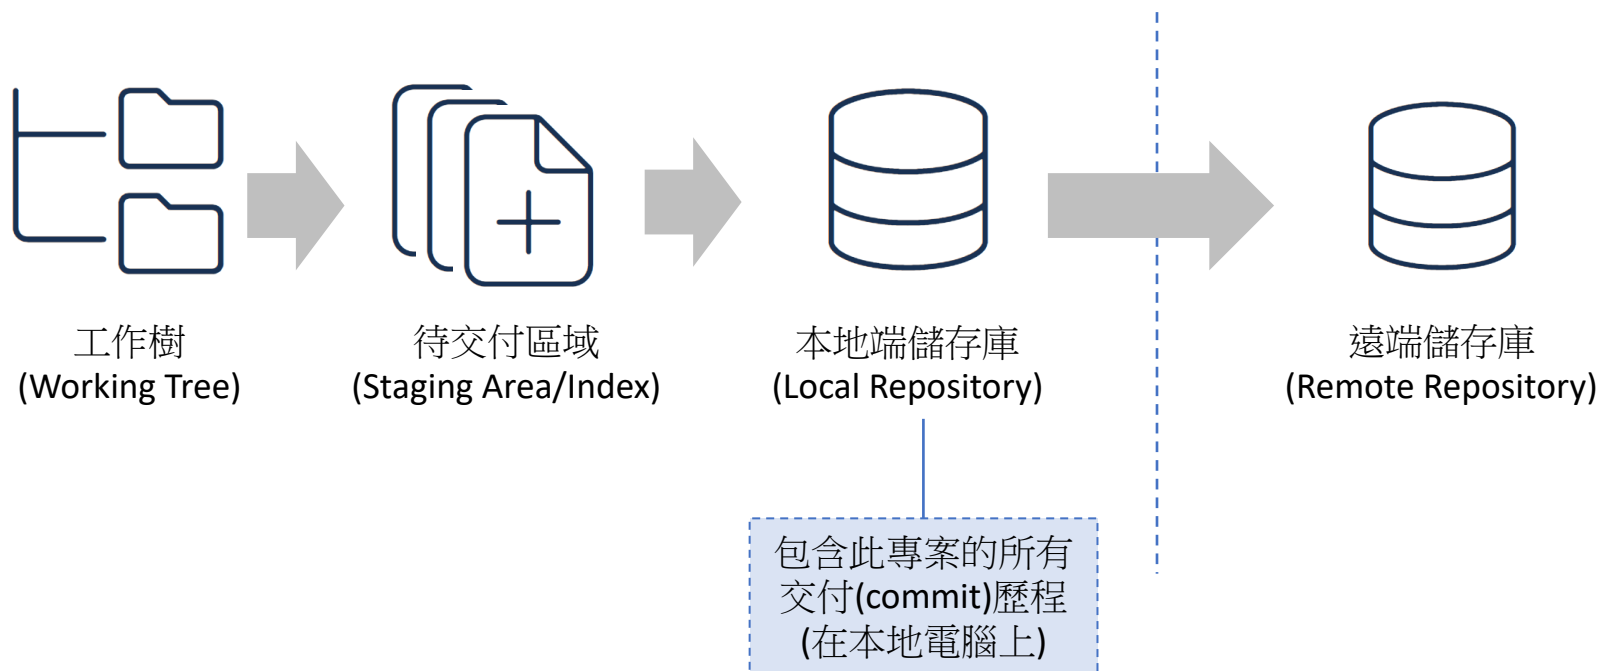 工作樹
(Working Tree)
待交付區域
(Staging Area/Index)
本地端儲存庫
(Local Repository)
遠端儲存庫
(Remote Repository)
包含此專案的所有
交付(commit)歷程
(在本地電腦上)